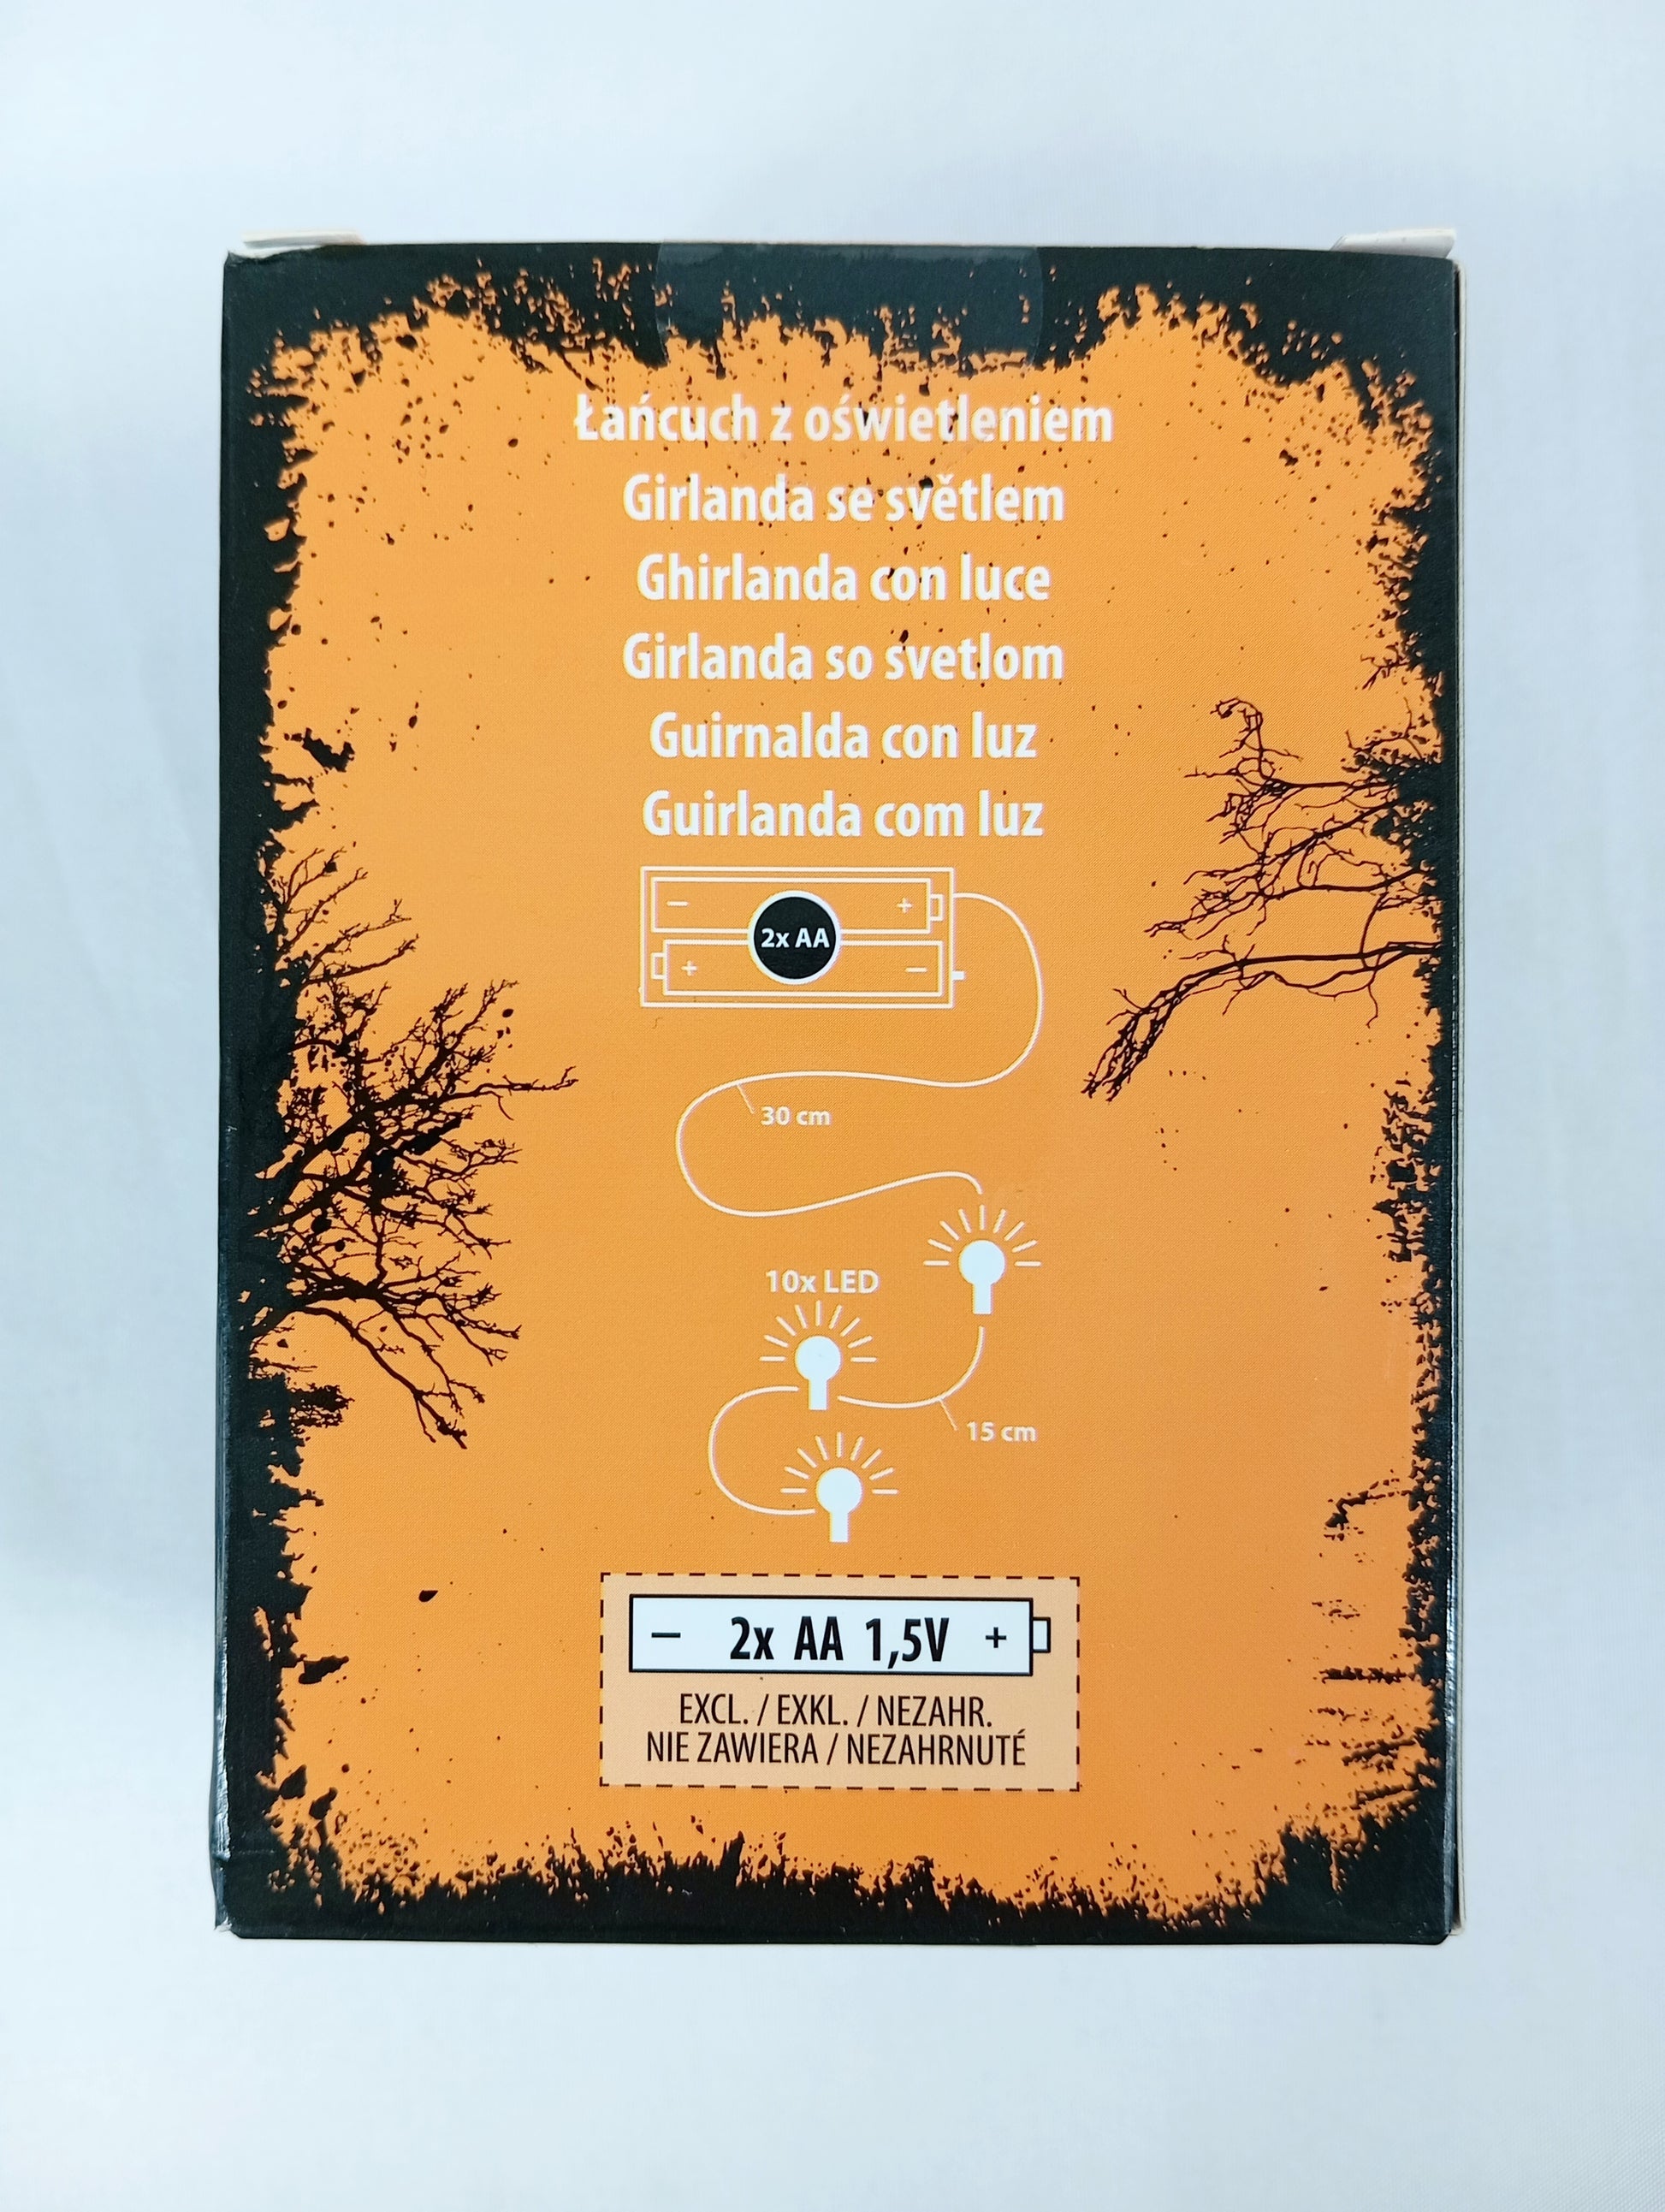 Łańcuch z oświetleniem
Girlanda se světlem
Ghirlanda con luce
Girlanda so svetlom
Guirnalda con luz
Guirlanda com luz
− +
2x AA
+ −
30 cm
10x LED
15 cm
− 2x AA 1,5V +
EXCL. / EXKL. / NEZAHR.
NIE ZAWIERA / NEZAHRNUTÉ